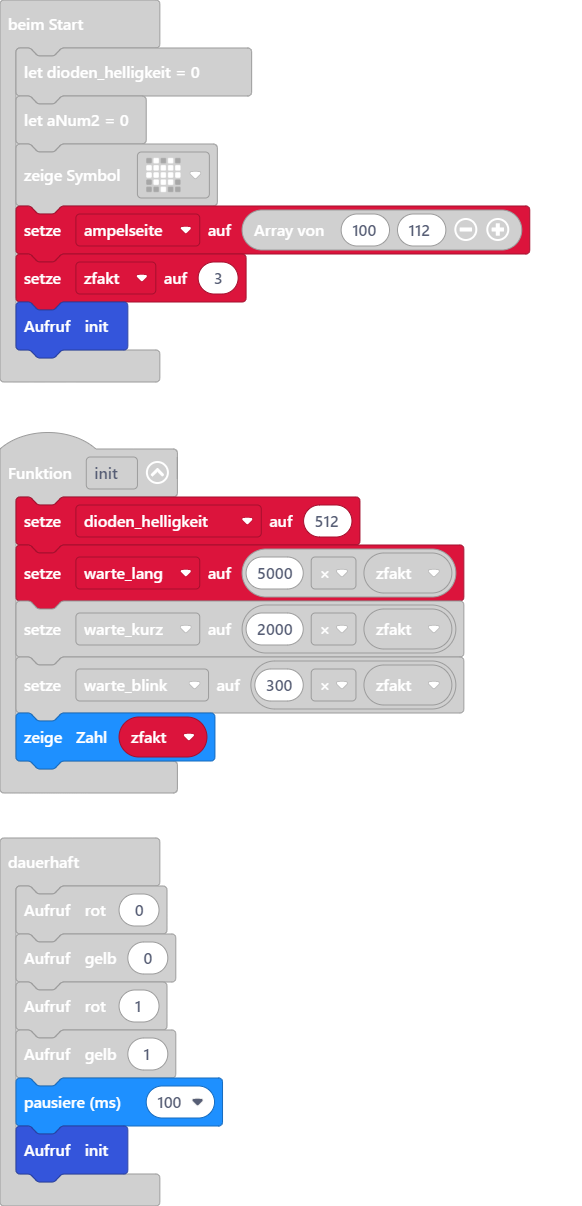 beim Start
let dioden_helligkeit = 0
let aNum2 = 0
zeige Symbol
setze ampelseite auf Array von 100 112
setze zfakt auf 3
Aufruf init
Funktion init
setze dioden_helligkeit auf 512
setze warte_lang auf 5000 × zfakt
setze warte_kurz auf 2000 × zfakt
setze warte_blink auf 300 × zfakt
zeige Zahl zfakt
dauerhaft
Aufruf rot 0
Aufruf gelb 0
Aufruf rot 1
Aufruf gelb 1
pausiere (ms) 100
Aufruf init